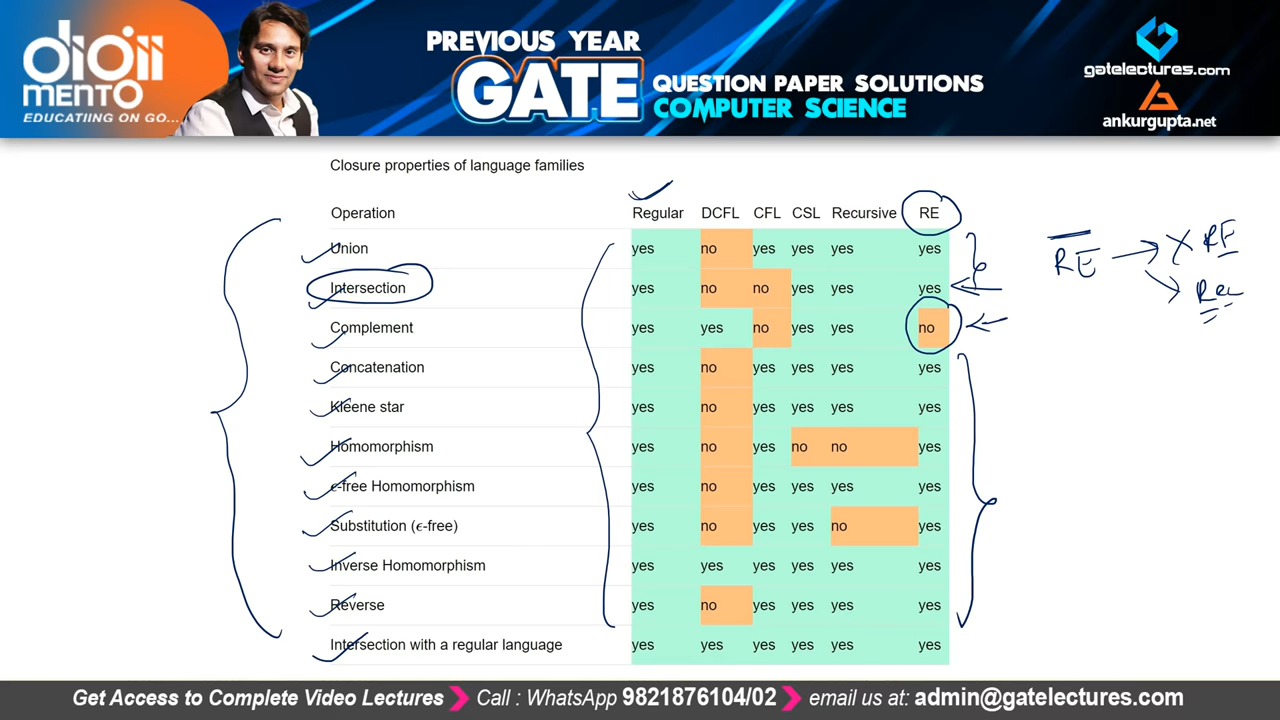 digii
MENTO
EDUCATIING ON GO...
PREVIOUS YEAR
GATE
QUESTION PAPER SOLUTIONS
COMPUTER SCIENCE
gatelectures.com
ankurgupta.net
Closure properties of language families
Operation Regular DCFL CFL CSL Recursive RE
Union yes no yes yes yes yes
Intersection yes no no yes yes yes
Complement yes yes no yes yes no
Concatenation yes no yes yes yes yes
Kleene star yes no yes yes yes yes
Homomorphism yes no yes no no yes
ϵ-free Homomorphism yes no yes yes yes yes
Substitution (ϵ-free) yes no yes yes no yes
Inverse Homomorphism yes yes yes yes yes yes
Reverse yes no yes yes yes yes
Intersection with a regular language yes yes yes yes yes yes
RE → X RE
→ Rec
Get Access to Complete Video Lectures Call : WhatsApp 9821876104/02 email us at: admin@gatelectures.com